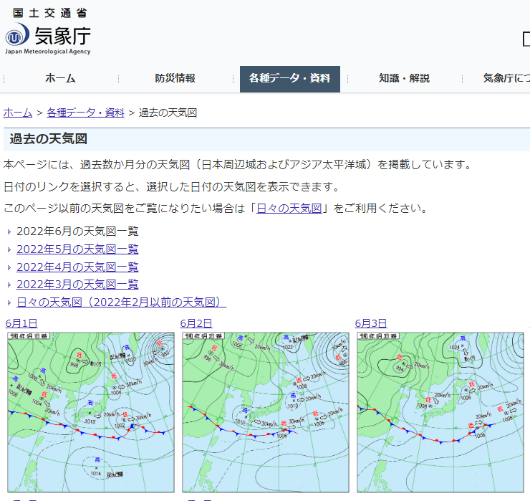 国土交通省
気象庁
Japan Meteorological Agency
ホーム
防災情報
各種データ・資料
知識・解説
気象庁につ
ホーム > 各種データ・資料 > 過去の天気図
過去の天気図
本ページには、過去数か月分の天気図（日本周辺域およびアジア太平洋域）を掲載しています。
日付のリンクを選択すると、選択した日付の天気図を表示できます。
このページ以前の天気図をご覧になりたい場合は「日々の天気図」をご利用ください。
2022年6月の天気図一覧
2022年5月の天気図一覧
2022年4月の天気図一覧
2022年3月の天気図一覧
日々の天気図（2022年2月以前の天気図）
6月1日
6月2日
6月3日